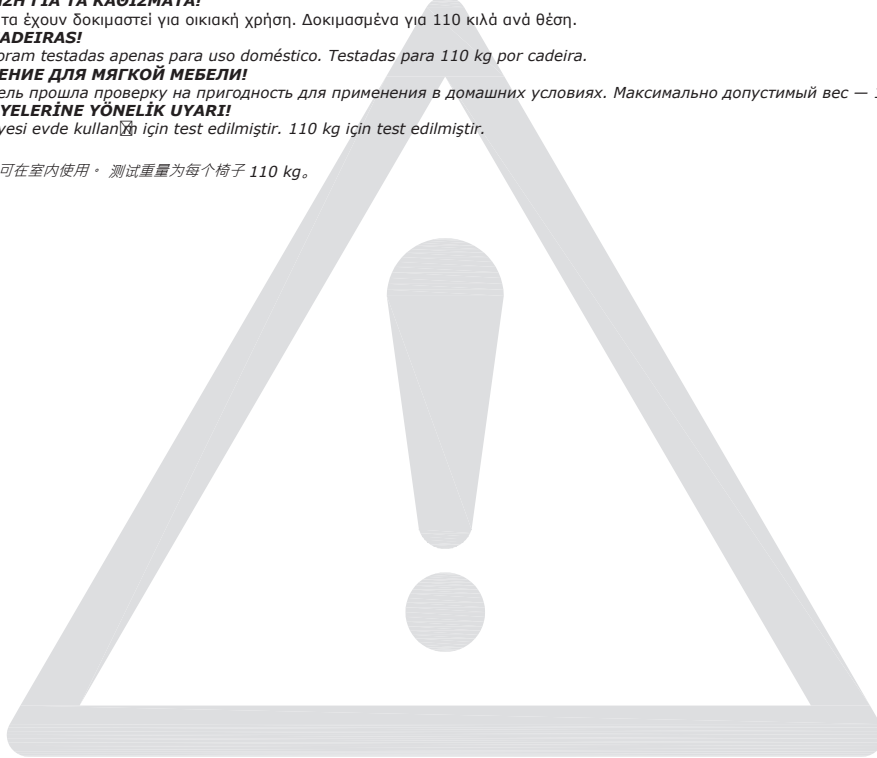 ΓΙΑ ΤΑ ΚΑΘΙΣΜΑΤΑ!
τα έχουν δοκιμαστεί για οικιακή χρήση. Δοκιμασμένα για 110 κιλά ανά θέση.
ADEIRAS!
oram testadas apenas para uso doméstico. Testadas para 110 kg por cadeira.
ЕНИЕ ДЛЯ МЯГКОЙ МЕБЕЛИ!
ель прошла проверку на пригодность для применения в домашних условиях. Максимально допустимый вес —
YELERİNE YÖNELİK UYARI!
yesi evde için test edilmiştir. 110 kg için test edilmiştir.
可在室内使用。 测试重量为每个椅子 110 kg。